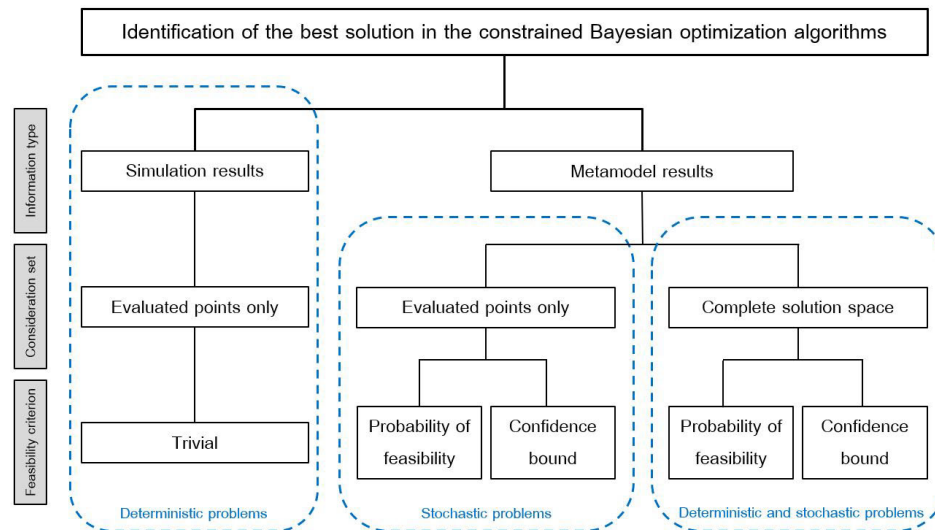 Identification of the best solution in the constrained Bayesian optimization algorithms
Information type
Simulation results
Metamodel results
Consideration set
Evaluated points only
Evaluated points only
Complete solution space
Feasibility criterion
Trivial
Probability of
feasibility
Confidence
bound
Probability of
feasibility
Confidence
bound
Deterministic problems
Stochastic problems
Deterministic and stochastic problems